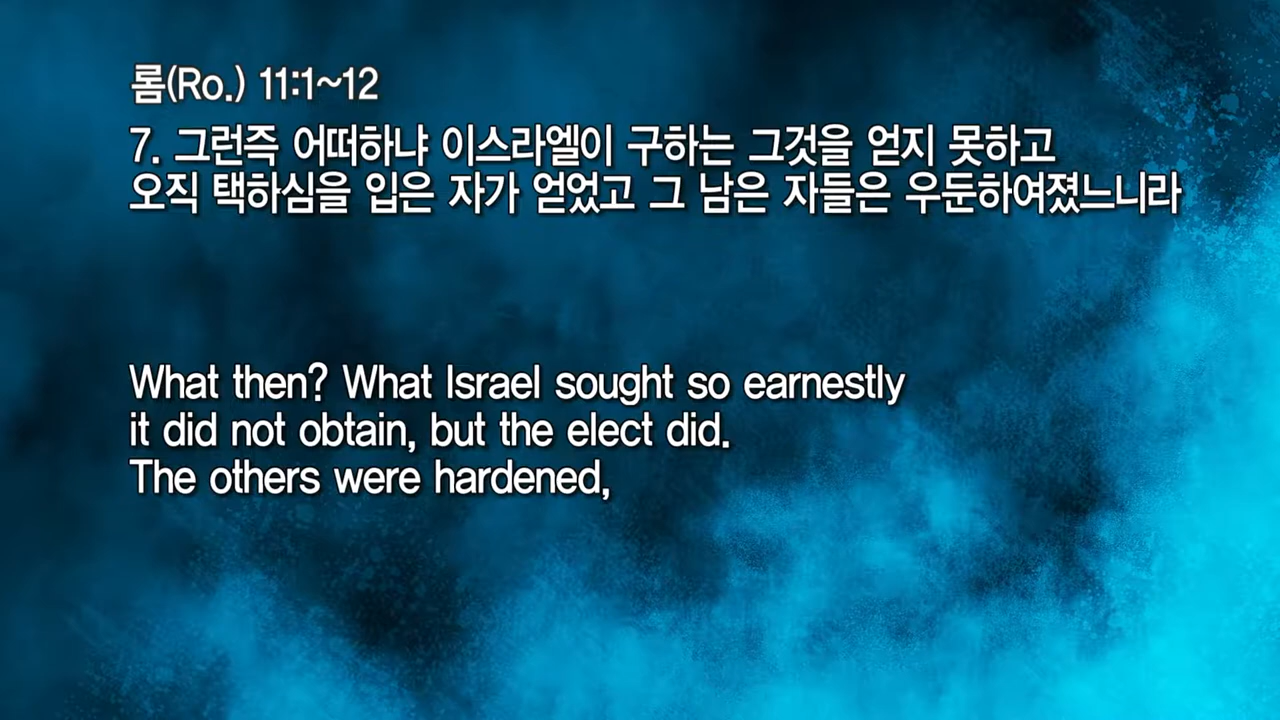 롬(Ro.) 11:1~12
7. 그런즉 어떠하냐 이스라엘이 구하는 그것을 얻지 못하고
오직 택하심을 입은 자가 얻었고 그 남은 자들은 우둔하여졌느니라
What then? What Israel sought so earnestly
it did not obtain, but the elect did.
The others were hardened,